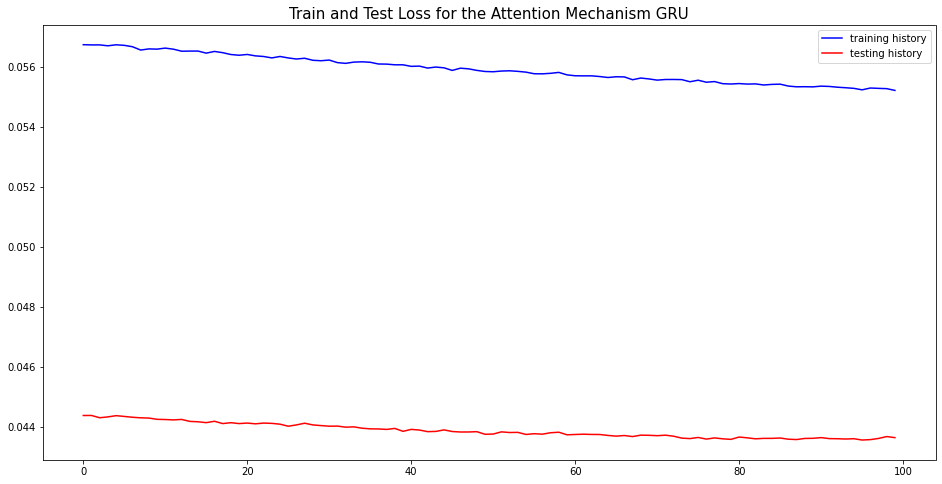 Train and Test Loss for the Attention Mechanism GRU
training history
testing history
0.056
0.054
0.052
0.050
0.048
0.046
0.044
0 20 40 60 80 100